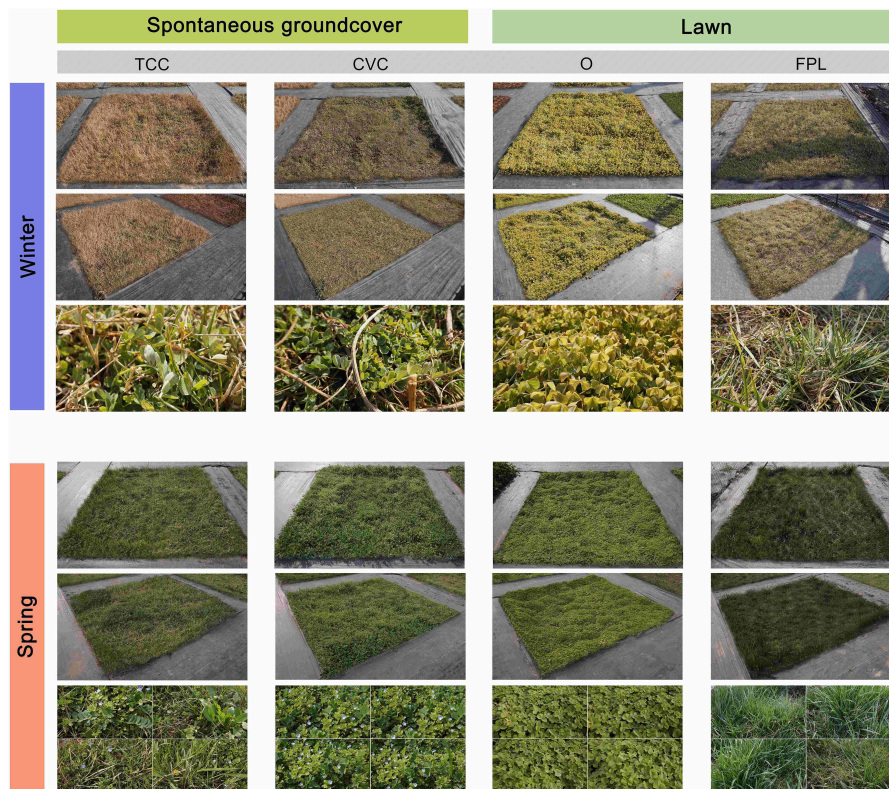 Spontaneous groundcover
Lawn
TCC
CVC
O
FPL
Winter
Spring